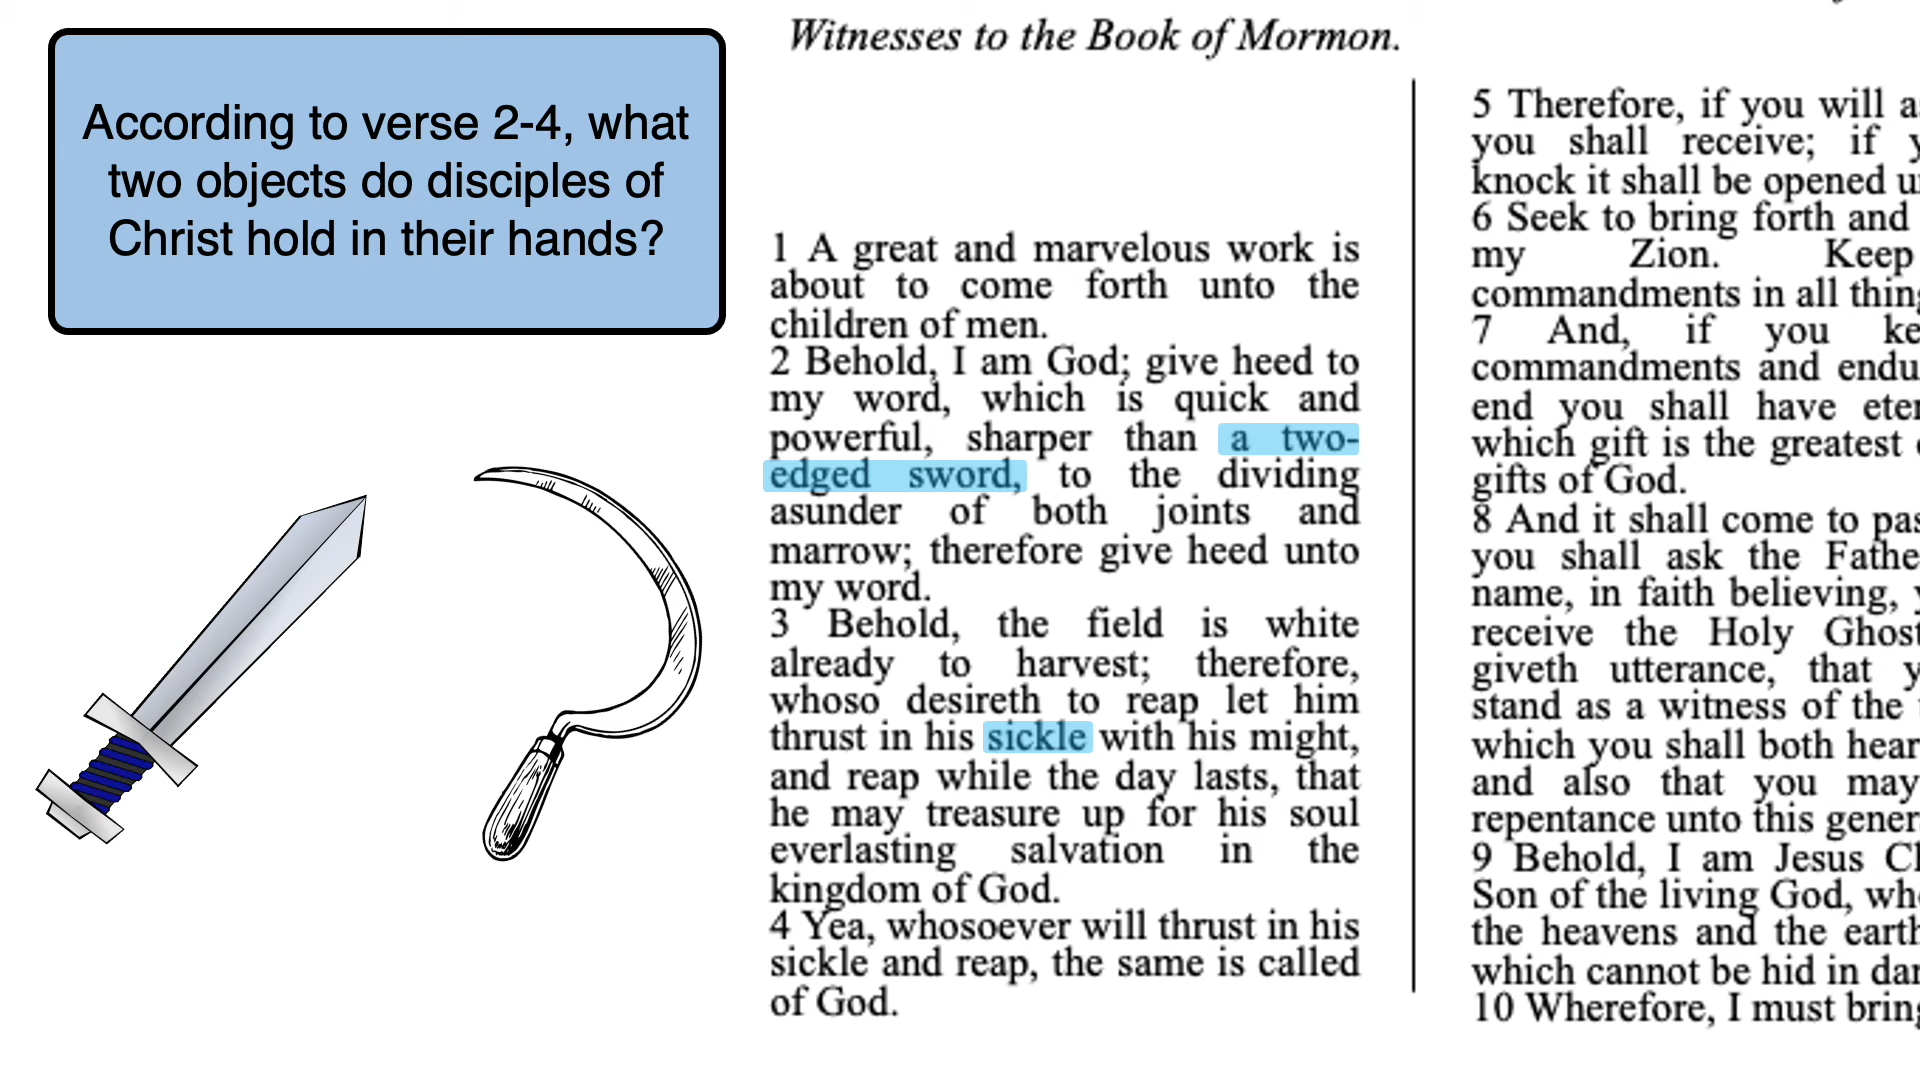 According to verse 2-4, what
two objects do disciples of
Christ hold in their hands?
Witnesses to the Book of Mormon.
1 A great and marvelous work is
about to come forth unto the
children of men.
2 Behold, I am God; give heed to
my word, which is quick and
powerful, sharper than a two-
edged sword, to the dividing
asunder of both joints and
marrow; therefore give heed unto
my word.
3 Behold, the field is white
already to harvest; therefore,
whoso desireth to reap let him
thrust in his sickle with his might,
and reap while the day lasts, that
he may treasure up for his soul
everlasting salvation in the
kingdom of God.
4 Yea, whosoever will thrust in his
sickle and reap, the same is called
of God.
5 Therefore, if you will
you shall receive; if
knock it shall be opened
6 Seek to bring forth and
my Zion. Keep
commandments in all
7 And, if you
commandments and
end you shall have
which gift is the greatest
gifts of God.
8 And it shall come to
you shall ask the
name, in faith believing,
receive the Holy
giveth utterance, that
stand as a witness of the
which you shall both hear
and also that you may
repentance unto this
9 Behold, I am Jesus
Son of the living God,
the heavens and the earth
which cannot be hid in
10 Wherefore, I must